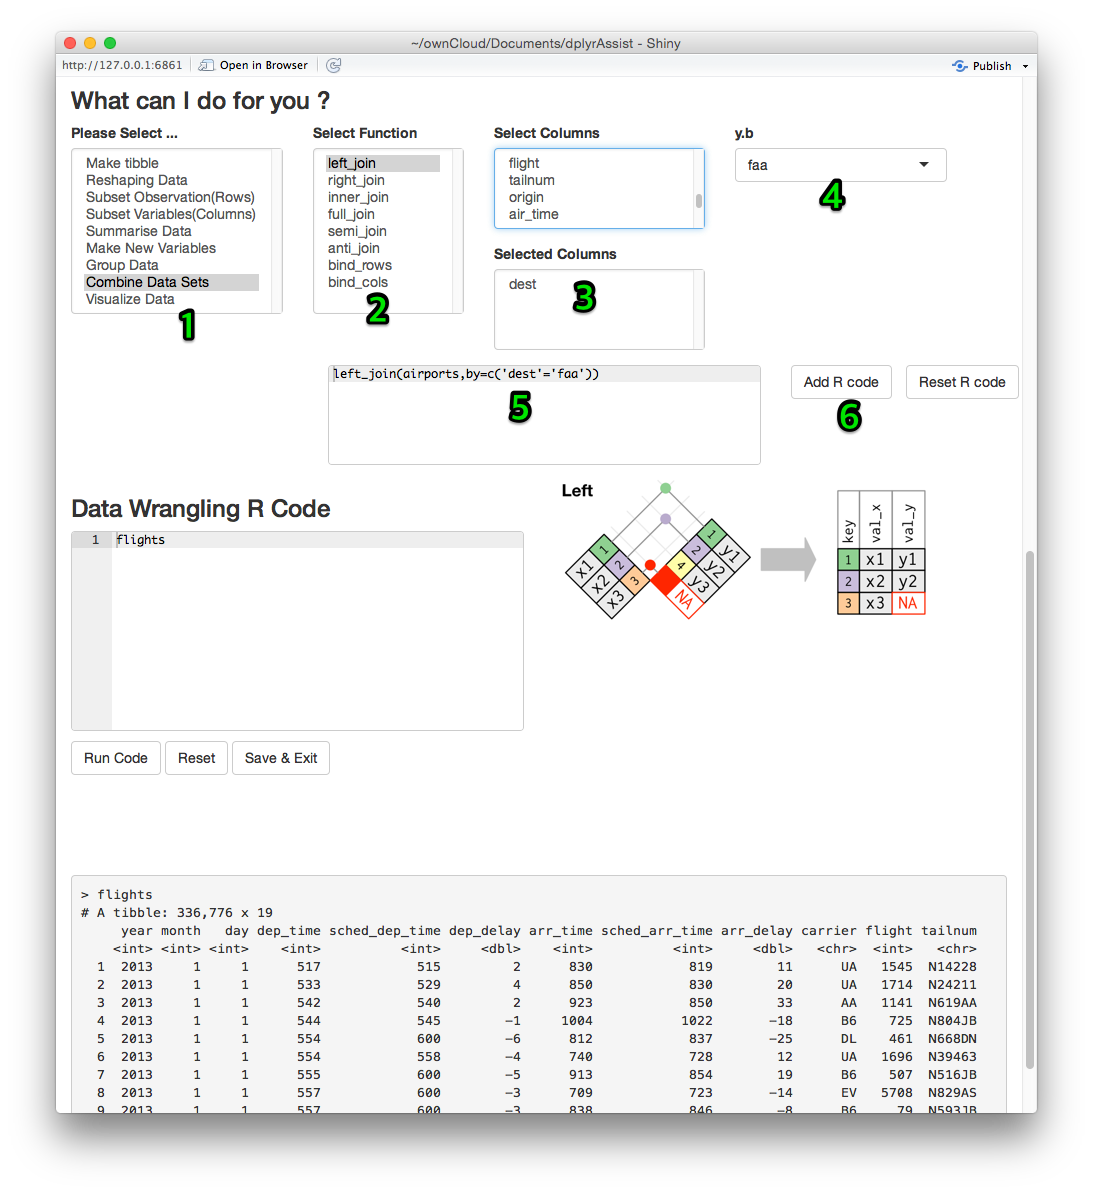 ~/ownCloud/Documents/dplyrAssist - Shiny
http://127.0.0.1:6861 Open in Browser Publish
What can I do for you ?
Please Select ... Select Function Select Columns y.b
Make tibble
Reshaping Data
Subset Observation(Rows)
Subset Variables(Columns)
Summarise Data
Make New Variables
Group Data
Combine Data Sets
Visualize Data
1
left_join
right_join
inner_join
full_join
semi_join
anti_join
bind_rows
bind_cols
2
flight
tailnum
origin
air_time
Selected Columns
dest
3
faa
4
left_join(airports,by=c('dest'='faa'))
5
Add R code Reset R code
6
Data Wrangling R Code
1 flights
Left
x1 1
x2 2
x3 3
1 y1
2 y2
4 y3
NA
key val_x val_y
1 x1 y1
2 x2 y2
3 x3 NA
Run Code Reset Save & Exit
> flights
# A tibble: 336,776 x 19
year month day dep_time sched_dep_time dep_delay arr_time sched_arr_time arr_delay carrier flight tailnum
<int> <int> <int> <int> <int> <dbl> <int> <int> <dbl> <chr> <int> <chr>
1 2013 1 1 517 515 2 830 819 11 UA 1545 N14228
2 2013 1 1 533 529 4 850 830 20 UA 1714 N24211
3 2013 1 1 542 540 2 923 850 33 AA 1141 N619AA
4 2013 1 1 544 545 -1 1004 1022 -18 B6 725 N804JB
5 2013 1 1 554 600 -6 812 837 -25 DL 461 N668DN
6 2013 1 1 554 558 -4 740 728 12 UA 1696 N39463
7 2013 1 1 555 600 -5 913 854 19 B6 507 N516JB
8 2013 1 1 557 600 -3 709 723 -14 EV 5708 N829AS
9 2013 1 1 557 600 -3 838 846 -8 B6 79 N593JB